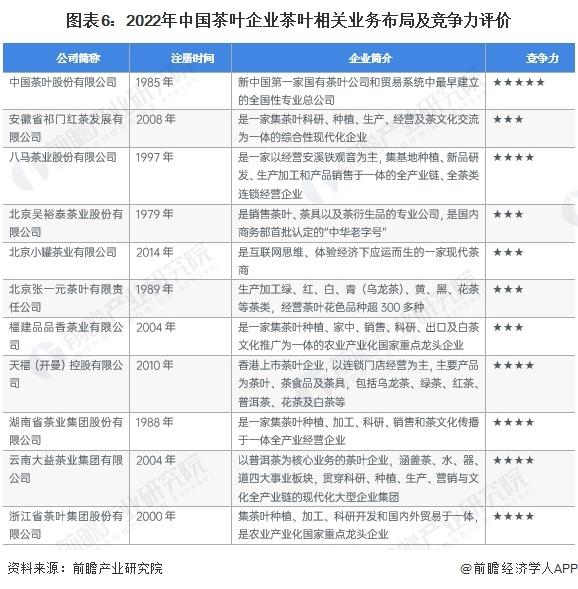 图表6：2022年中国茶叶企业茶叶相关业务布局及竞争力评价
公司简称 注册时间 企业简介 竞争力
中国茶叶股份有限公司 1985 年 新中国第一家国有茶叶公司和贸易系统中最早建立
的全国性专业总公司 ★★★★★
安徽省祁门红茶发展有
限公司 2008 年 是一家集茶叶科研、种植、生产、经营及茶文化交流
为一体的综合性现代化企业 ★★★
八马茶业股份有限公司 1997 年 是一家以经营安溪铁观音为主，集基地种植、新品研
发、生产加工和产品销售于一体的全产业链、全茶类
连锁经营企业 ★★★★
北京吴裕泰茶业股份有
限公司 1979 年 是销售茶叶、茶具以及茶衍生品的专业公司，是国内
商务部首批认定的“中华老字号” ★★★
北京小罐茶业有限公司 2014 年 是互联网思维、体验经济下应运而生的一家现代茶
商 ★★★
北京张一元茶叶有限责
任公司 1989 年 生产加工绿、红、白、青（乌龙茶）、黄、黑、花茶
等茶类，经营茶叶花色品种超 300 多种 ★★★
福建品品香茶业有限公
司 2004 年 是一家集茶叶种植、家中、销售、科研、出口及白茶
文化推广为一体的农业产业化国家重点龙头企业 ★★★
天福（开曼）控股有限公
司 2010 年 香港上市茶叶企业，以连锁门店经营为主，主要产品
为茶叶、茶食品及茶具，包括乌龙茶、绿茶、红茶、
普洱茶、花茶及白茶等 ★★★★
湖南省茶业集团股份有
限公司 1988 年 是一家集茶叶种植、加工、科研、销售和茶文化传播
于一体全产业经营企业 ★★★★
云南大益茶业集团有限
公司 2004 年 以普洱茶为核心业务的茶叶企业，涵盖茶、水、器、
道四大事业板块，贯穿科研、种植、生产、营销与文
化全产业链的现代化大型企业集团 ★★★★
浙江省茶叶集团股份有
限公司 2000 年 集茶叶种植、加工、科研开发和国内外贸易于一体，
是农业产业化国家重点龙头企业 ★★★★
资料来源：前瞻产业研究院 @前瞻经济学人APP
前瞻产业研究院